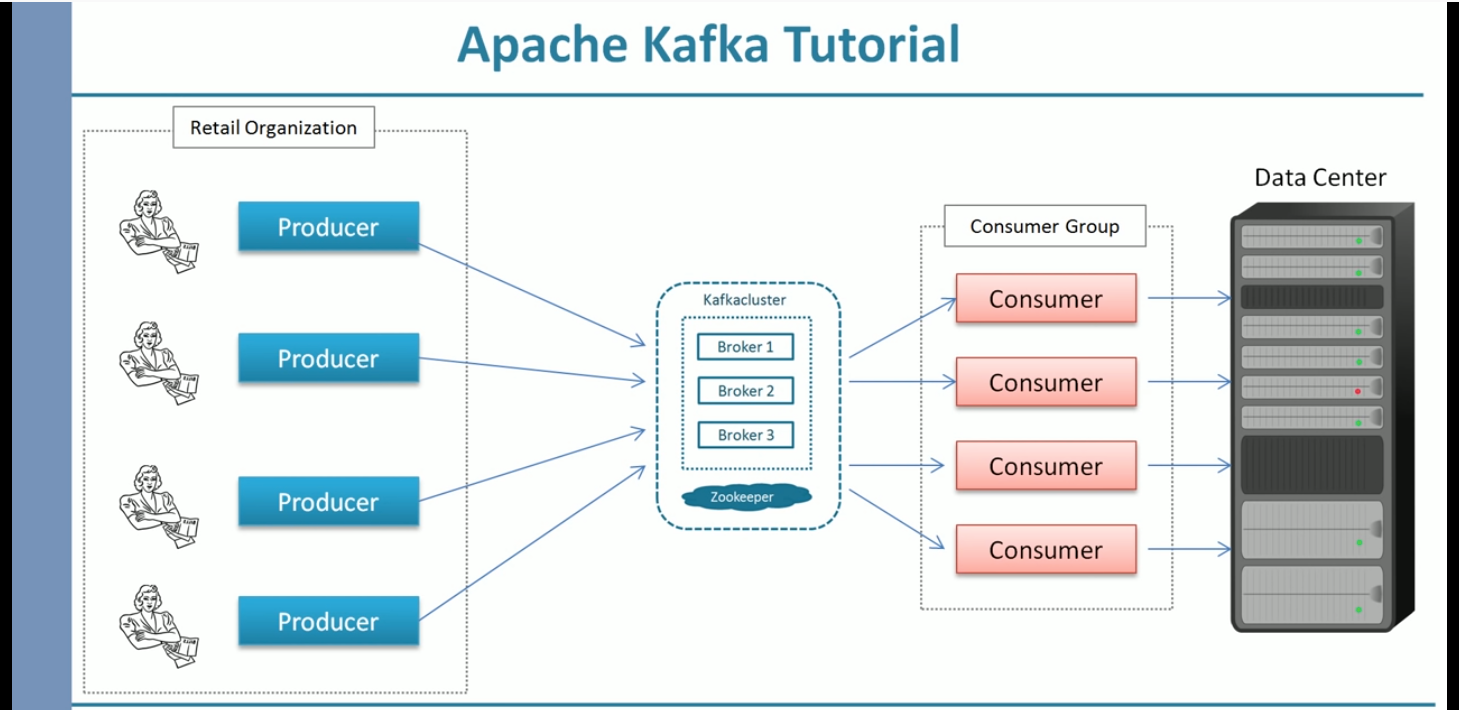 Apache Kafka Tutorial
Retail Organization
Producer
Producer
Producer
Producer
Kafkacluster
Broker 1
Broker 2
Broker 3
Zookeeper
Consumer Group
Consumer
Consumer
Consumer
Consumer
Data Center